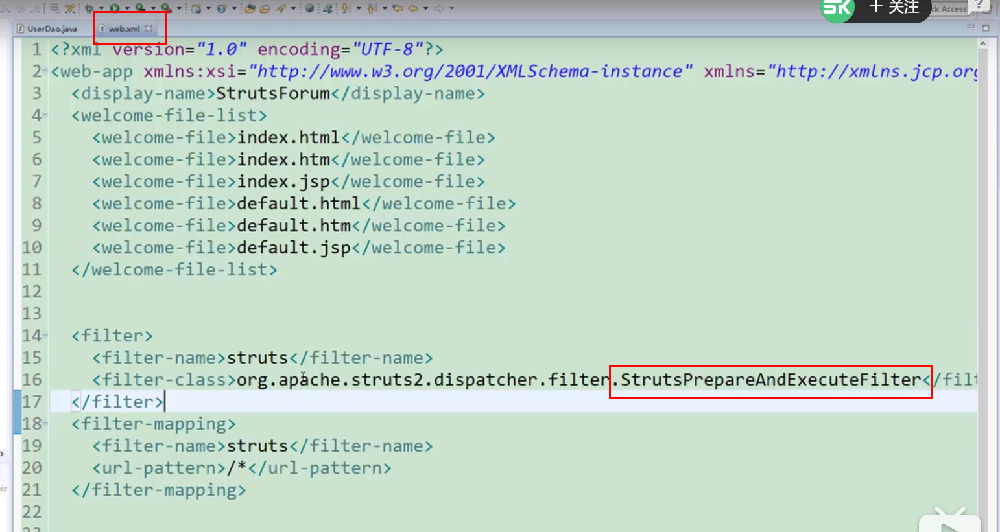 SK + 关注 ck Access
UserDao.java web.xml
1 <?xml version="1.0" encoding="UTF-8"?>
2 <web-app xmlns:xsi="http://www.w3.org/2001/XMLSchema-instance" xmlns="http://xmlns.jcp.org
3 <display-name>StrutsForum</display-name>
4 <welcome-file-list>
5 <welcome-file>index.html</welcome-file>
6 <welcome-file>index.htm</welcome-file>
7 <welcome-file>index.jsp</welcome-file>
8 <welcome-file>default.html</welcome-file>
9 <welcome-file>default.htm</welcome-file>
10 <welcome-file>default.jsp</welcome-file>
11 </welcome-file-list>
12
13
14 <filter>
15 <filter-name>struts</filter-name>
16 <filter-class>org.apache.struts2.dispatcher.filter.StrutsPrepareAndExecuteFilter</filt
17 </filter>
18 <filter-mapping>
19 <filter-name>struts</filter-name>
20 <url-pattern>/*</url-pattern>
21 </filter-mapping>
22